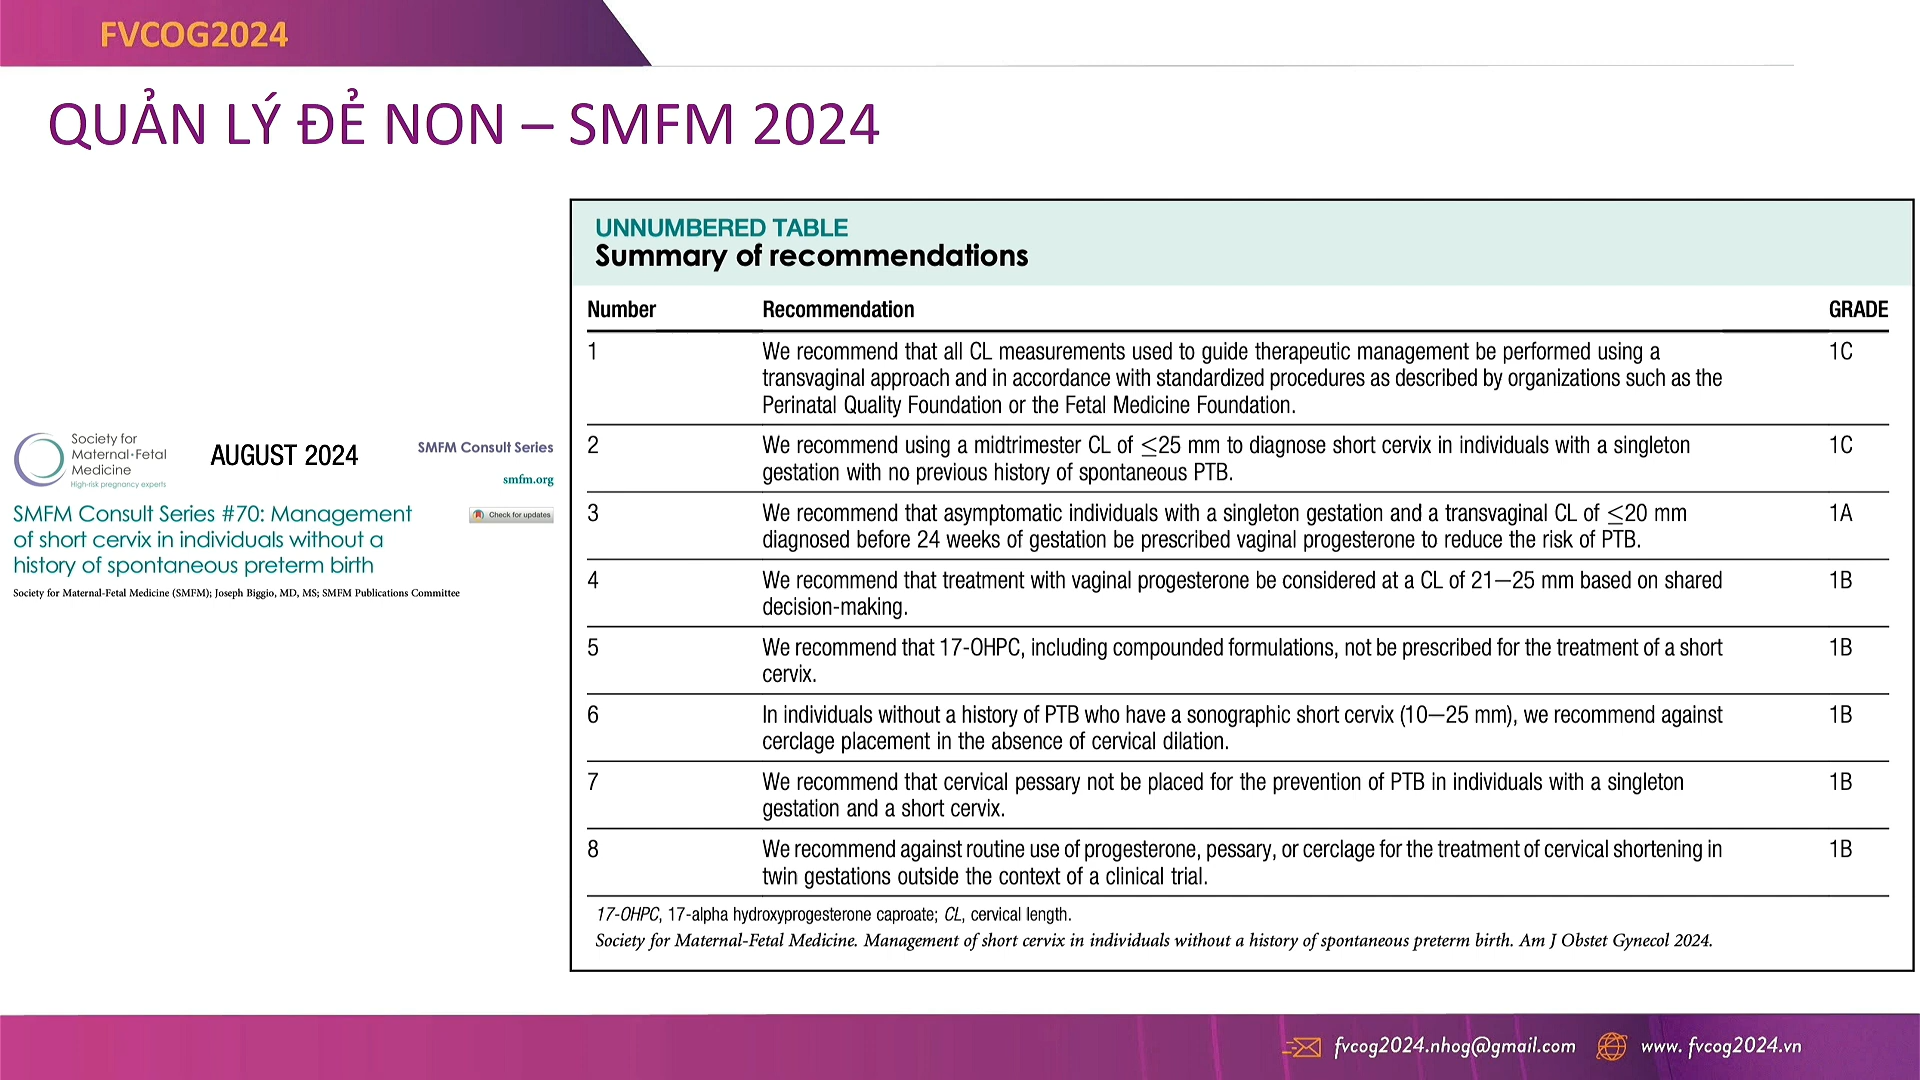 FVCOG2024
QUẢN LÝ ĐẺ NON – SMFM 2024
Society for
Maternal·Fetal
Medicine
High-risk pregnancy experts
AUGUST 2024
SMFM Consult Series
smfm.org
SMFM Consult Series #70: Management
of short cervix in individuals without a
history of spontaneous preterm birth
Check for updates
Society for Maternal-Fetal Medicine (SMFM); Joseph Biggio, MD, MS; SMFM Publications Committee
UNNUMBERED TABLE
Summary of recommendations
Number Recommendation GRADE
1 We recommend that all CL measurements used to guide therapeutic management be performed using a 1C
transvaginal approach and in accordance with standardized procedures as described by organizations such as the
Perinatal Quality Foundation or the Fetal Medicine Foundation.
2 We recommend using a midtrimester CL of ≤25 mm to diagnose short cervix in individuals with a singleton 1C
gestation with no previous history of spontaneous PTB.
3 We recommend that asymptomatic individuals with a singleton gestation and a transvaginal CL of ≤20 mm 1A
diagnosed before 24 weeks of gestation be prescribed vaginal progesterone to reduce the risk of PTB.
4 We recommend that treatment with vaginal progesterone be considered at a CL of 21—25 mm based on shared 1B
decision-making.
5 We recommend that 17-OHPC, including compounded formulations, not be prescribed for the treatment of a short 1B
cervix.
6 In individuals without a history of PTB who have a sonographic short cervix (10—25 mm), we recommend against 1B
cerclage placement in the absence of cervical dilation.
7 We recommend that cervical pessary not be placed for the prevention of PTB in individuals with a singleton 1B
gestation and a short cervix.
8 We recommend against routine use of progesterone, pessary, or cerclage for the treatment of cervical shortening in 1B
twin gestations outside the context of a clinical trial.
17-OHPC, 17-alpha hydroxyprogesterone caproate; CL, cervical length.
Society for Maternal-Fetal Medicine. Management of short cervix in individuals without a history of spontaneous preterm birth. Am J Obstet Gynecol 2024.
fvcog2024.nhog@gmail.com
www. fvcog2024.vn